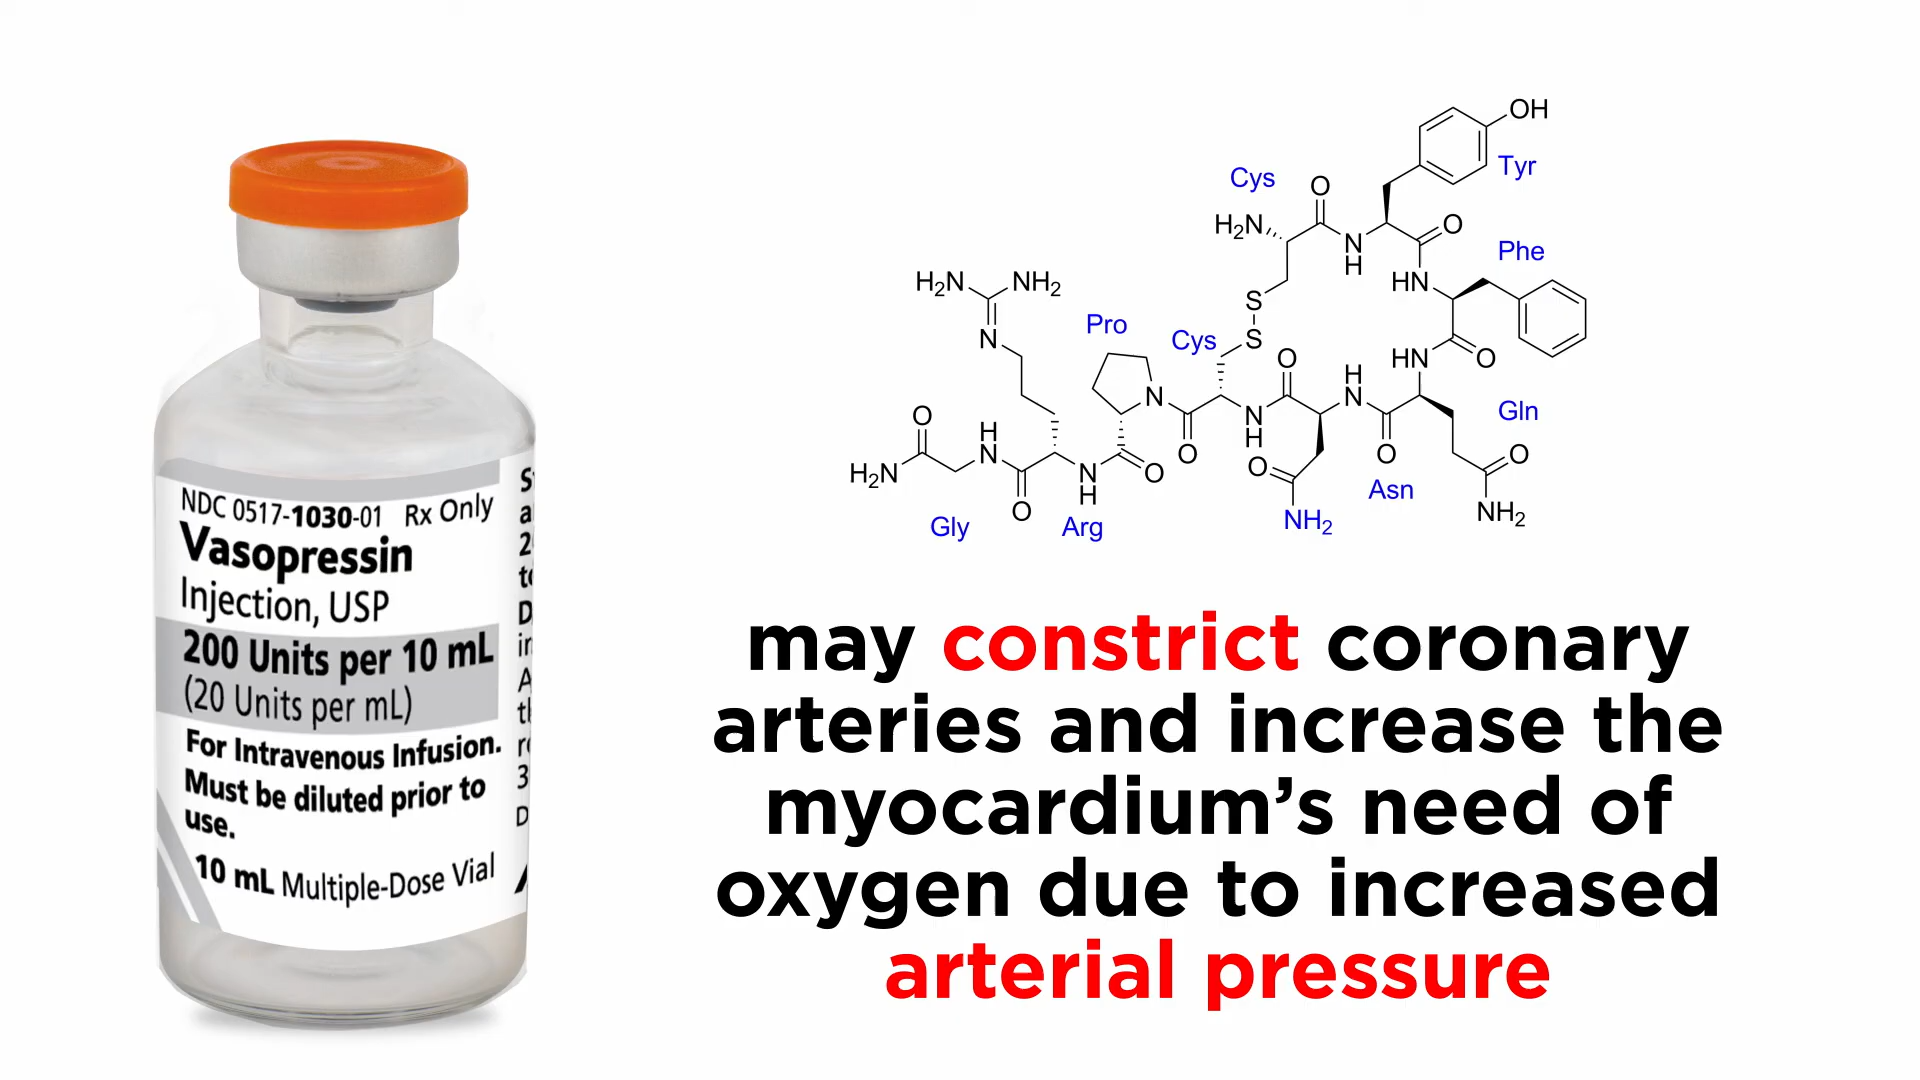 NDC 0517-1030-01 Rx Only
Vasopressin
Injection, USP
200 Units per 10 mL
(20 Units per mL)
For Intravenous Infusion.
Must be diluted prior to
use.
10 mL Multiple-Dose Vial
OH
Tyr
Cys
O
H₂N
N
H
O
Phe
HN
H₂N
NH₂
N
S
S
Pro
Cys
O
HN
O
H
N
N
Gln
O
H
N
O
N
H
O
O
O
H₂N
O
N
H
O
O
NH₂
Asn
NH₂
Gly
Arg
may constrict coronary
arteries and increase the
myocardium’s need of
oxygen due to increased
arterial pressure